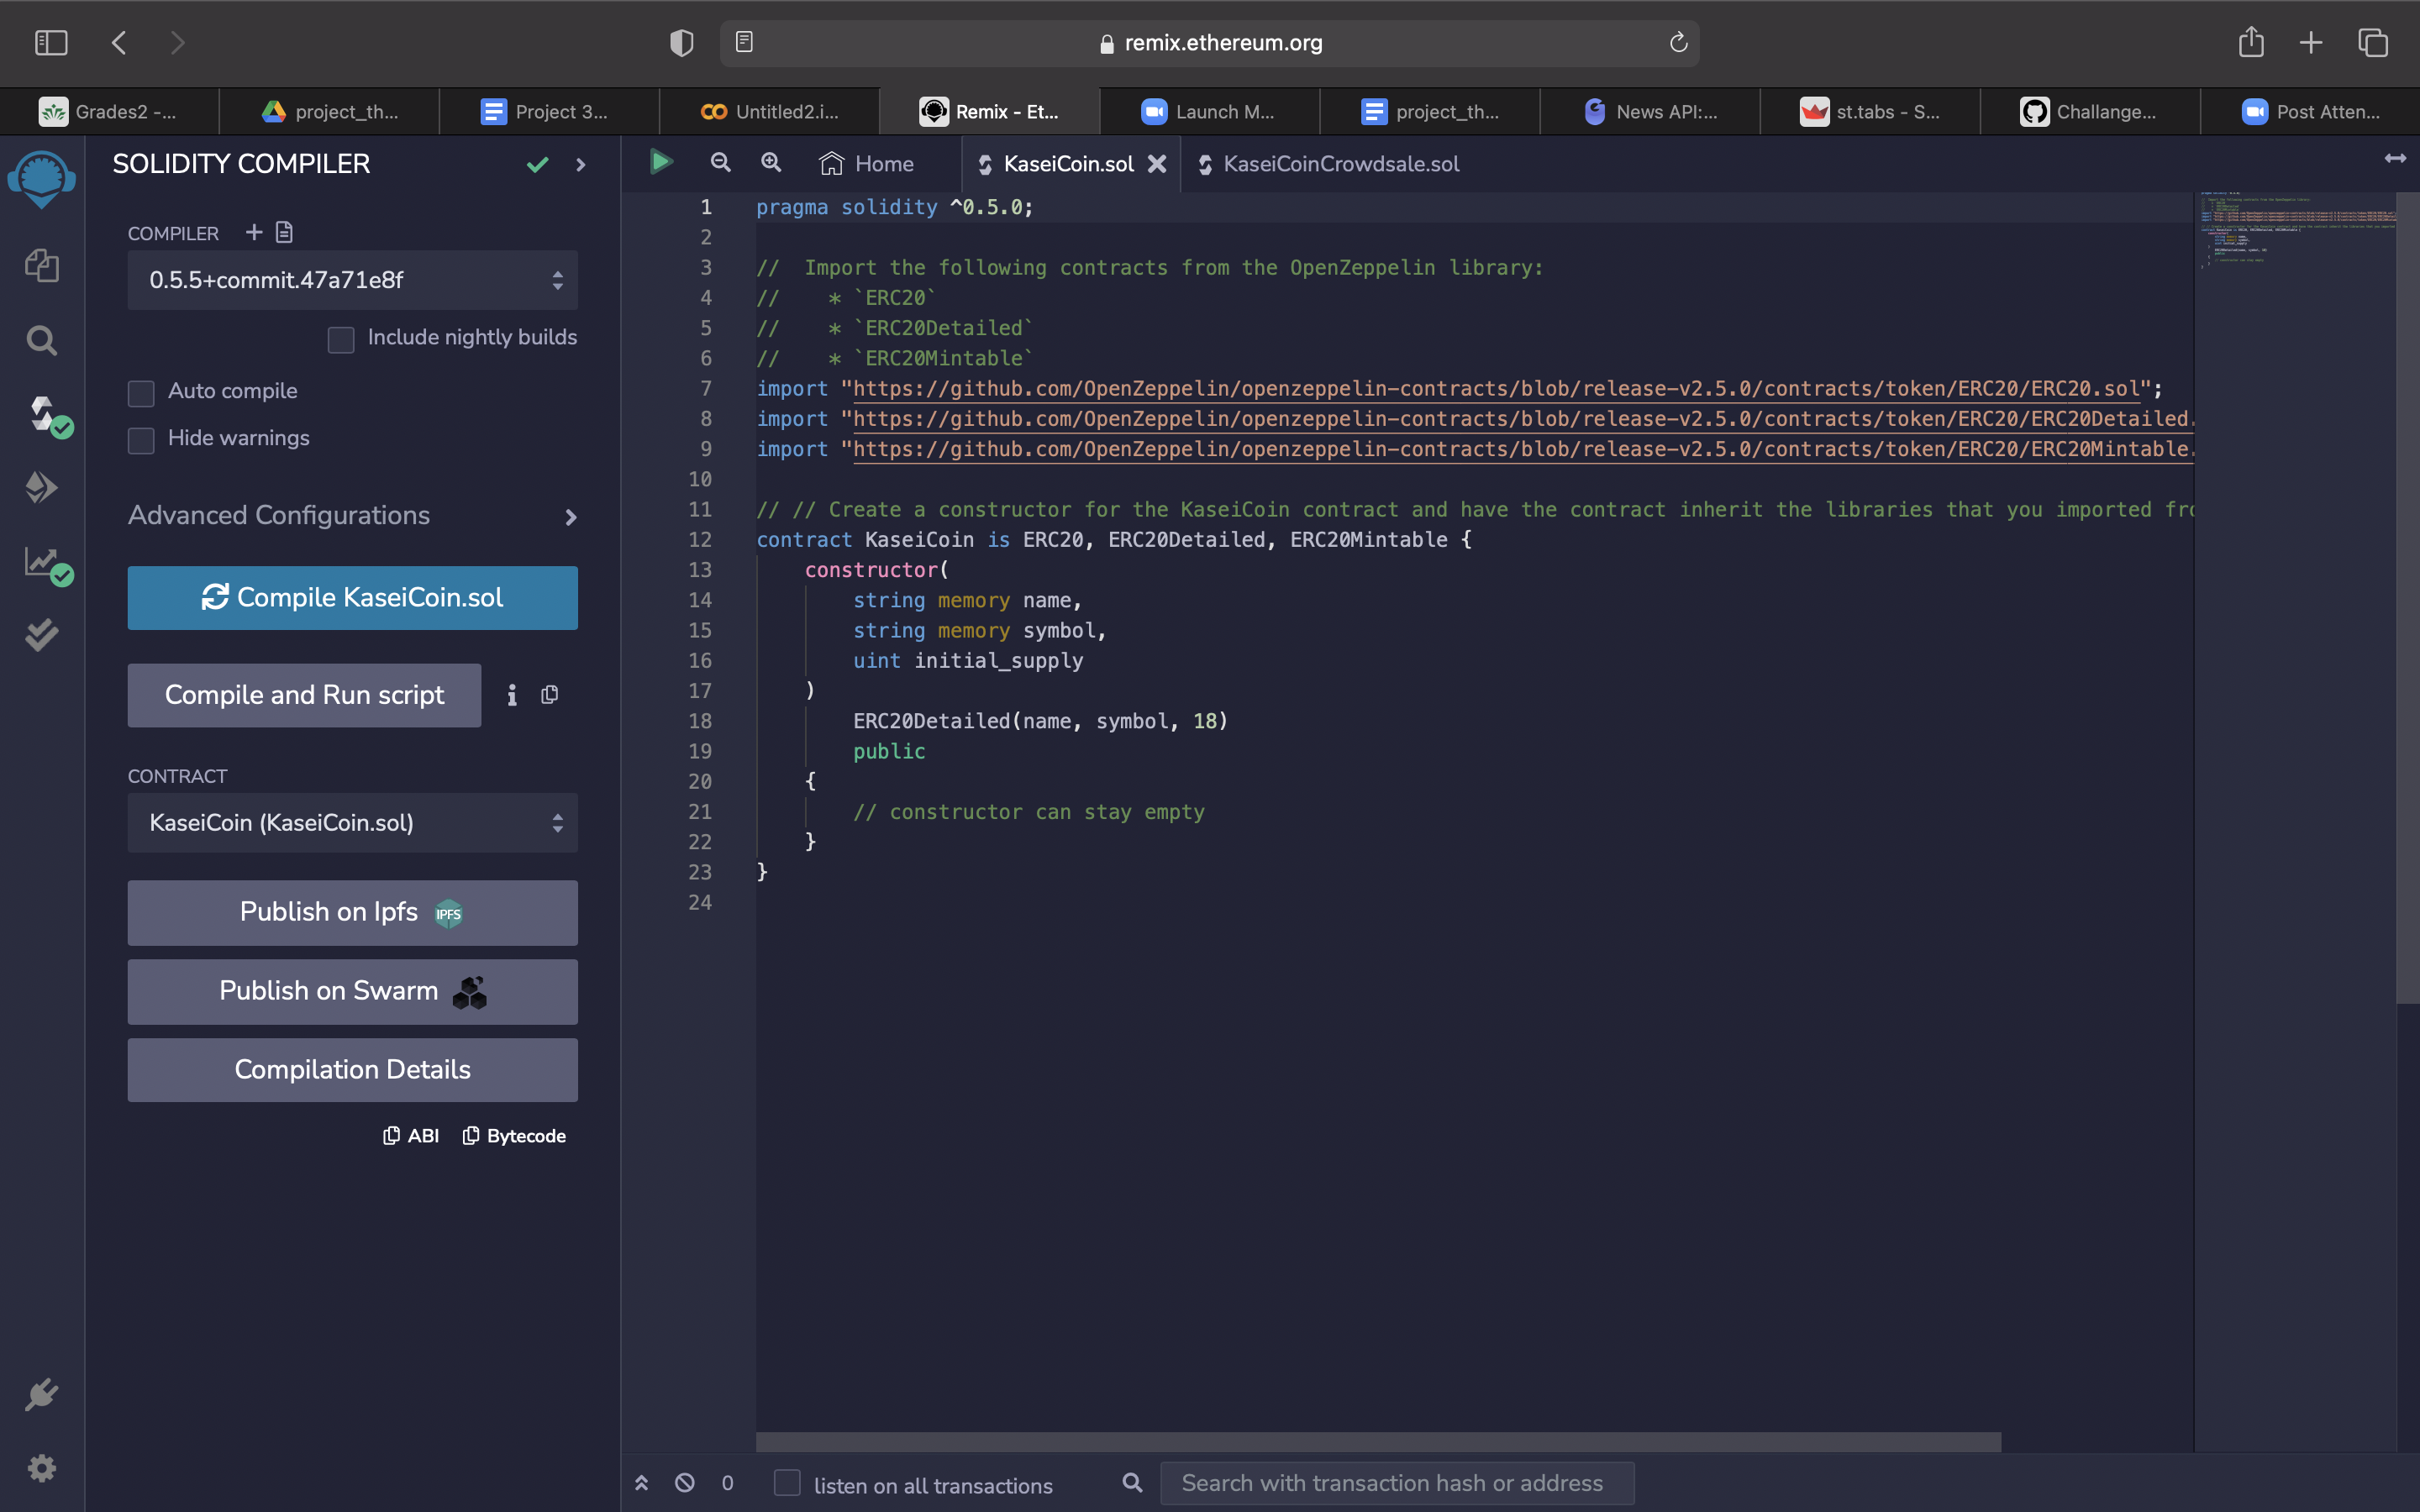 remix.ethereum.org
Grades2 -...
project_th...
Project 3...
Untitled2.i...
Remix - Et...
Launch M...
project_th...
News API:...
st.tabs - S...
Challange...
Post Atten...
SOLIDITY COMPILER
COMPILER
0.5.5+commit.47a71e8f
Include nightly builds
Auto compile
Hide warnings
Advanced Configurations
Compile KaseiCoin.sol
Compile and Run script
CONTRACT
KaseiCoin (KaseiCoin.sol)
Publish on Ipfs IPFS
Publish on Swarm
Compilation Details
ABI Bytecode
Home
KaseiCoin.sol
KaseiCoinCrowdsale.sol
1 pragma solidity ^0.5.0;
2
3 //  Import the following contracts from the OpenZeppelin library:
4 //    * `ERC20`
5 //    * `ERC20Detailed`
6 //    * `ERC20Mintable`
7 import "https://github.com/OpenZeppelin/openzeppelin-contracts/blob/release-v2.5.0/contracts/token/ERC20/ERC20.sol";
8 import "https://github.com/OpenZeppelin/openzeppelin-contracts/blob/release-v2.5.0/contracts/token/ERC20/ERC20Detailed.
9 import "https://github.com/OpenZeppelin/openzeppelin-contracts/blob/release-v2.5.0/contracts/token/ERC20/ERC20Mintable.
10
11 // // Create a constructor for the KaseiCoin contract and have the contract inherit the libraries that you imported fr
12 contract KaseiCoin is ERC20, ERC20Detailed, ERC20Mintable {
13     constructor(
14         string memory name,
15         string memory symbol,
16         uint initial_supply
17     )
18         ERC20Detailed(name, symbol, 18)
19         public
20     {
21         // constructor can stay empty
22     }
23 }
24
0 listen on all transactions
Search with transaction hash or address